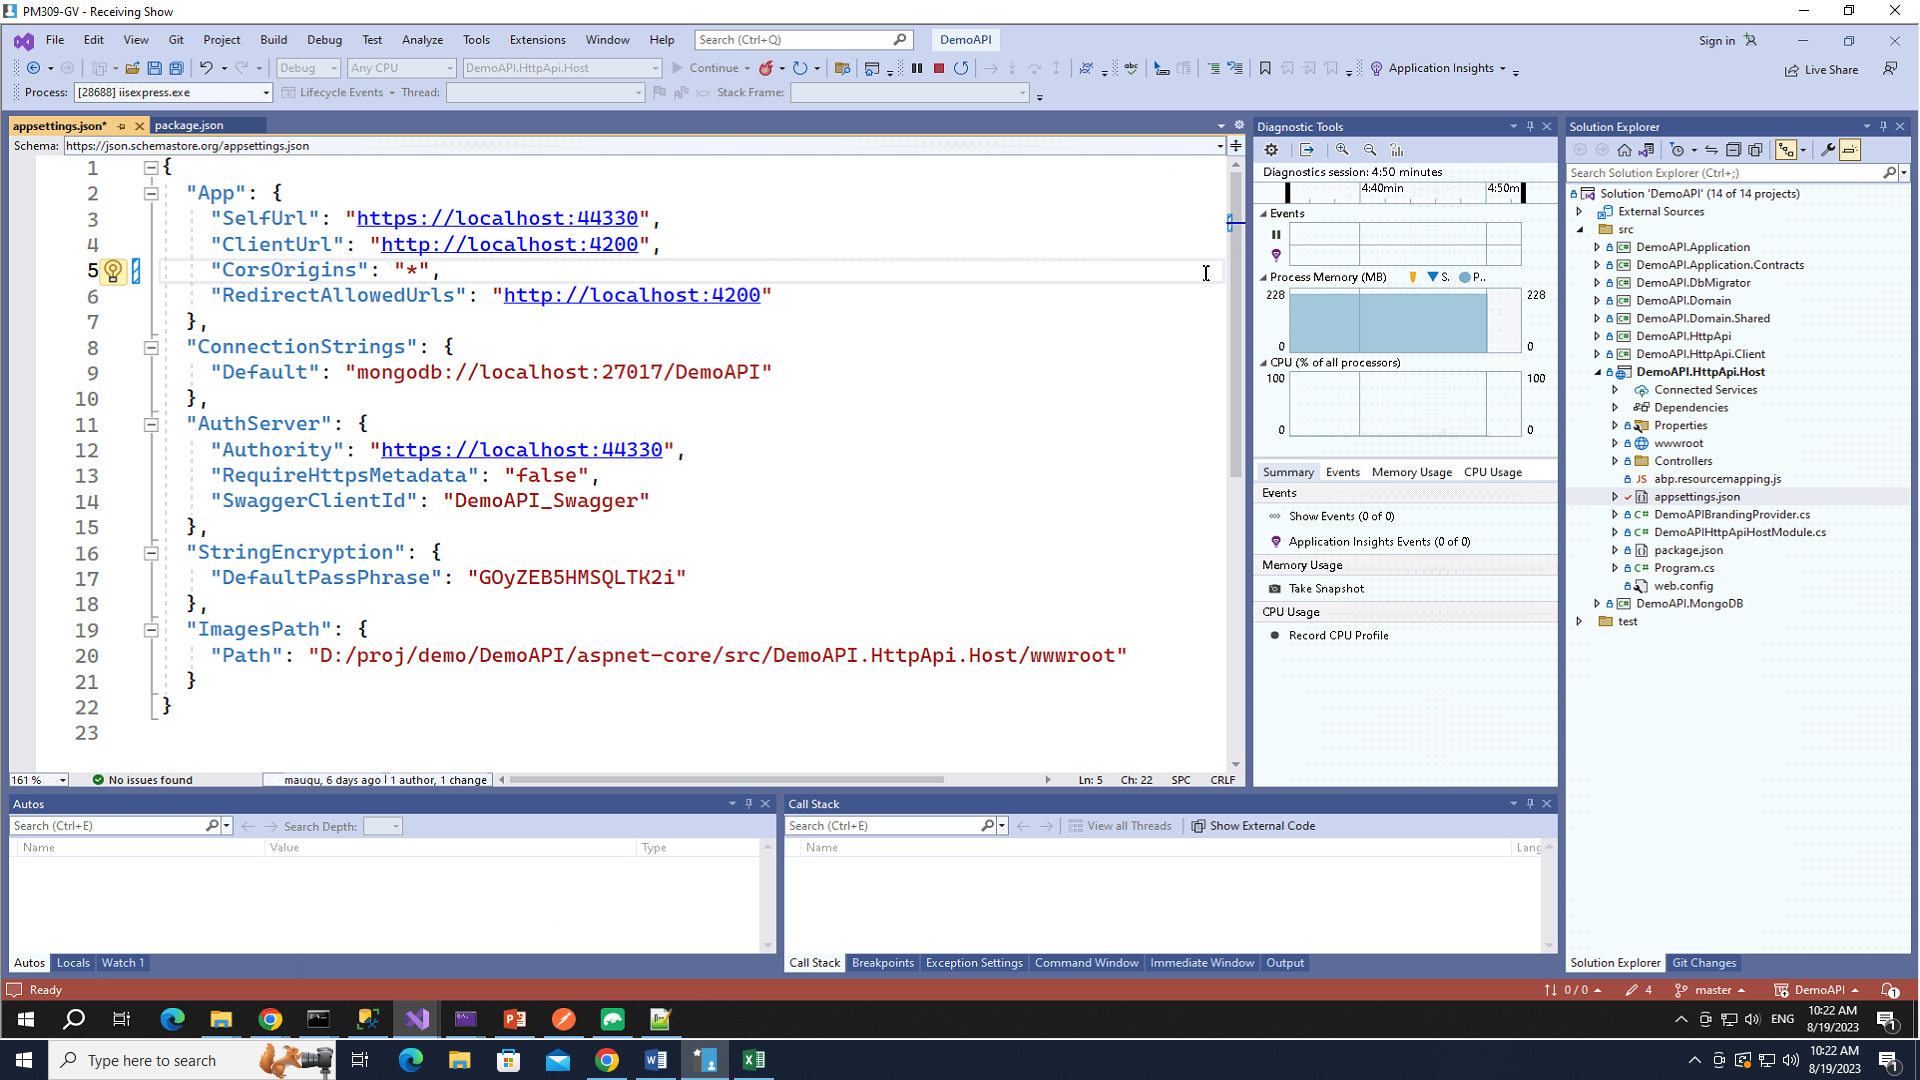 PM309-GV - Receiving Show
File Edit View Git Project Build Debug Test Analyze Tools Extensions Window Help Search (Ctrl+Q) DemoAPI Sign in
Debug Any CPU DemoAPI.HttpApi.Host Continue Application Insights Live Share
Process: [28688] iisexpress.exe Lifecycle Events Thread: Stack Frame:
appsettings.json* package.json
Schema: https://json.schemastore.org/appsettings.json
1 {
2 "App": {
3 "SelfUrl": "https://localhost:44330",
4 "ClientUrl": "http://localhost:4200",
5 "CorsOrigins": "*",
6 "RedirectAllowedUrls": "http://localhost:4200"
7 },
8 "ConnectionStrings": {
9 "Default": "mongodb://localhost:27017/DemoAPI"
10 },
11 "AuthServer": {
12 "Authority": "https://localhost:44330",
13 "RequireHttpsMetadata": "false",
14 "SwaggerClientId": "DemoAPI_Swagger"
15 },
16 "StringEncryption": {
17 "DefaultPassPhrase": "GOyZEB5HMSQLTK2i"
18 },
19 "ImagesPath": {
20 "Path": "D:/proj/demo/DemoAPI/aspnet-core/src/DemoAPI.HttpApi.Host/wwwroot"
21 }
22 }
23
161 % No issues found mauqu, 6 days ago | 1 author, 1 change Ln: 5 Ch: 22 SPC CRLF
Diagnostic Tools
Diagnostics session: 4:50 minutes
4:40min 4:50m
Events
Process Memory (MB) S. P..
228 228
0 0
CPU (% of all processors)
100 100
0 0
Summary Events Memory Usage CPU Usage
Events
Show Events (0 of 0)
Application Insights Events (0 of 0)
Memory Usage
Take Snapshot
CPU Usage
Record CPU Profile
Solution Explorer
Search Solution Explorer (Ctrl+;)
Solution 'DemoAPI' (14 of 14 projects)
External Sources
src
DemoAPI.Application
DemoAPI.Application.Contracts
DemoAPI.DbMigrator
DemoAPI.Domain
DemoAPI.Domain.Shared
DemoAPI.HttpApi
DemoAPI.HttpApi.Client
DemoAPI.HttpApi.Host
Connected Services
Dependencies
Properties
wwwroot
Controllers
JS abp.resourcemapping.js
appsettings.json
C# DemoAPIBrandingProvider.cs
C# DemoAPIHttpApiHostModule.cs
package.json
C# Program.cs
web.config
DemoAPI.MongoDB
test
Solution Explorer Git Changes
Autos
Search (Ctrl+E) Search Depth:
Name Value Type
Autos Locals Watch 1
Call Stack
Search (Ctrl+E) View all Threads Show External Code
Name Lang
Call Stack Breakpoints Exception Settings Command Window Immediate Window Output
Ready 0 / 0 4 master DemoAPI 1
ENG 10:22 AM 8/19/2023 1
Type here to search 10:22 AM 8/19/2023 1